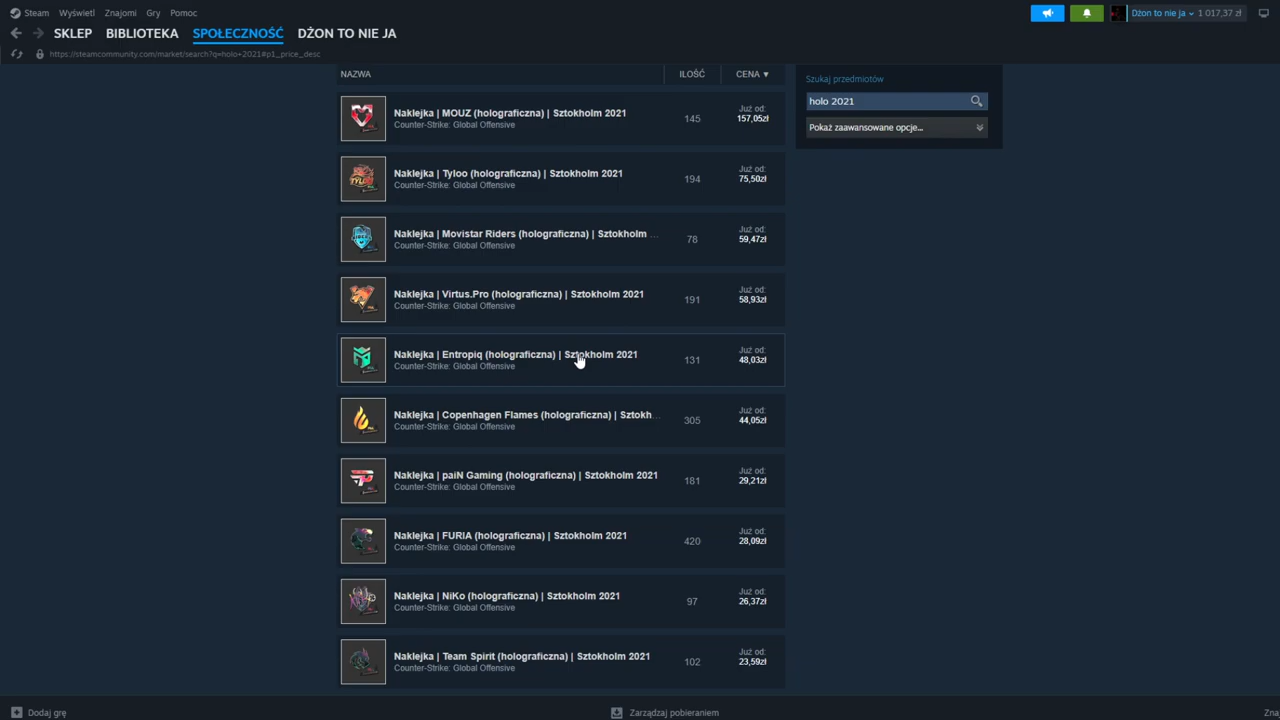 Steam Wyświetl Znajomi Gry Pomoc
Dżon to nie ja 1 017,37 zł
SKLEP BIBLIOTEKA SPOŁECZNOŚĆ DŻON TO NIE JA
https://steamcommunity.com/market/search?q=holo+2021#p1_price_desc
NAZWA ILOŚĆ CENA ▼
Szukaj przedmiotów
holo 2021
Pokaż zaawansowane opcje...
Naklejka | MOUZ (holograficzna) | Sztokholm 2021
Counter-Strike: Global Offensive
145
Już od:
157,05zł
Naklejka | Tyloo (holograficzna) | Sztokholm 2021
Counter-Strike: Global Offensive
194
Już od:
75,50zł
Naklejka | Movistar Riders (holograficzna) | Sztokholm ...
Counter-Strike: Global Offensive
78
Już od:
59,47zł
Naklejka | Virtus.Pro (holograficzna) | Sztokholm 2021
Counter-Strike: Global Offensive
191
Już od:
58,93zł
Naklejka | Entropiq (holograficzna) | Sztokholm 2021
Counter-Strike: Global Offensive
131
Już od:
48,03zł
Naklejka | Copenhagen Flames (holograficzna) | Sztokh...
Counter-Strike: Global Offensive
305
Już od:
44,05zł
Naklejka | paiN Gaming (holograficzna) | Sztokholm 2021
Counter-Strike: Global Offensive
181
Już od:
29,21zł
Naklejka | FURIA (holograficzna) | Sztokholm 2021
Counter-Strike: Global Offensive
420
Już od:
28,09zł
Naklejka | NiKo (holograficzna) | Sztokholm 2021
Counter-Strike: Global Offensive
97
Już od:
26,37zł
Naklejka | Team Spirit (holograficzna) | Sztokholm 2021
Counter-Strike: Global Offensive
102
Już od:
23,59zł
Dodaj grę
Zarządzaj pobieraniem
Zna